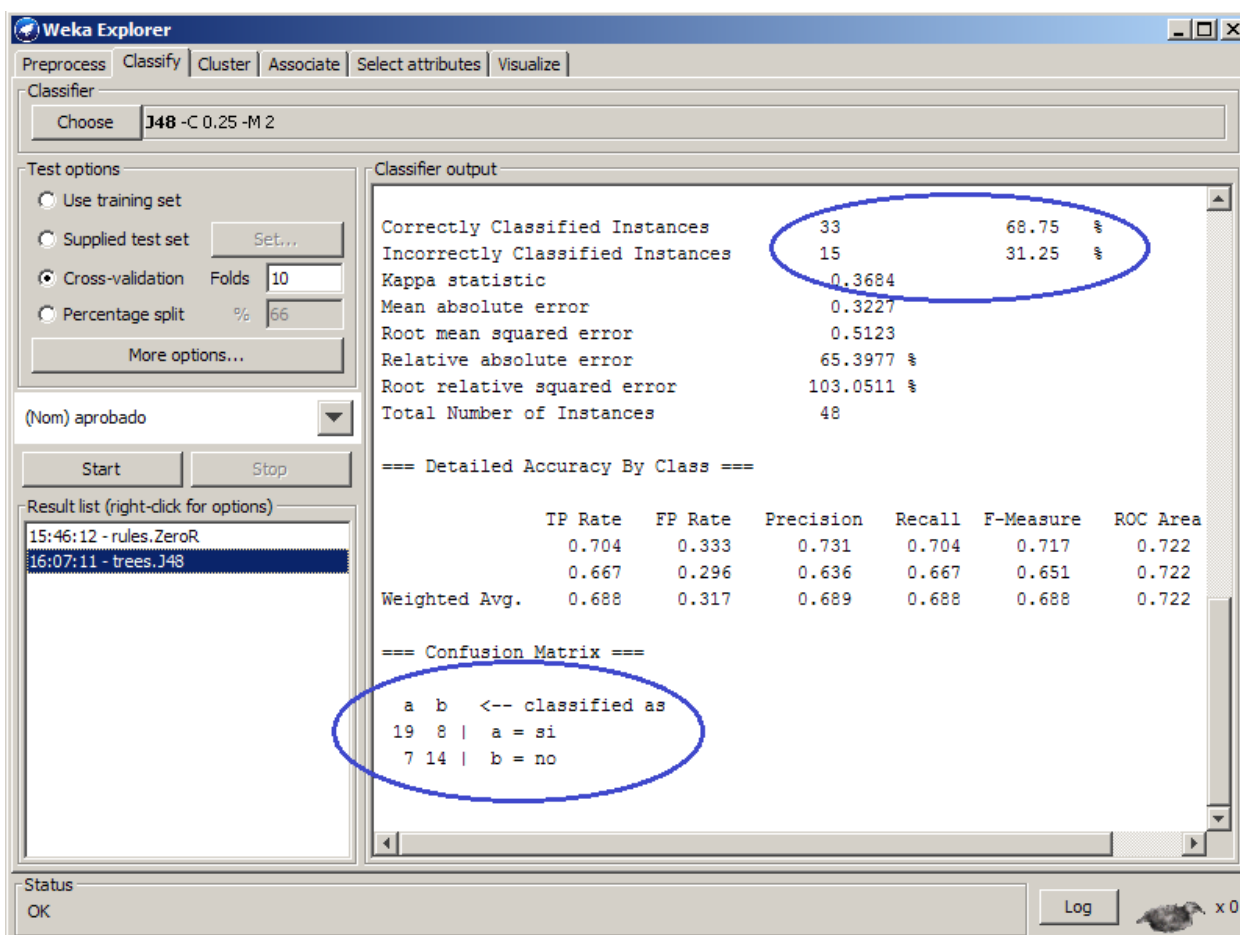 Weka Explorer
Preprocess Classify Cluster Associate Select attributes Visualize
Classifier
Choose J48 -C 0.25 -M 2
Test options
Use training set
Supplied test set Set...
Cross-validation Folds 10
Percentage split % 66
More options...
(Nom) aprobado
Start Stop
Result list (right-click for options)
15:46:12 - rules.ZeroR
16:07:11 - trees.J48
Classifier output
Correctly Classified Instances 33 68.75 %
Incorrectly Classified Instances 15 31.25 %
Kappa statistic 0.3684
Mean absolute error 0.3227
Root mean squared error 0.5123
Relative absolute error 65.3977 %
Root relative squared error 103.0511 %
Total Number of Instances 48
=== Detailed Accuracy By Class ===
TP Rate FP Rate Precision Recall F-Measure ROC Area
0.704 0.333 0.731 0.704 0.717 0.722
0.667 0.296 0.636 0.667 0.651 0.722
Weighted Avg. 0.688 0.317 0.689 0.688 0.688 0.722
=== Confusion Matrix ===
a b <-- classified as
19 8 | a = si
7 14 | b = no
Status
OK
Log
x 0